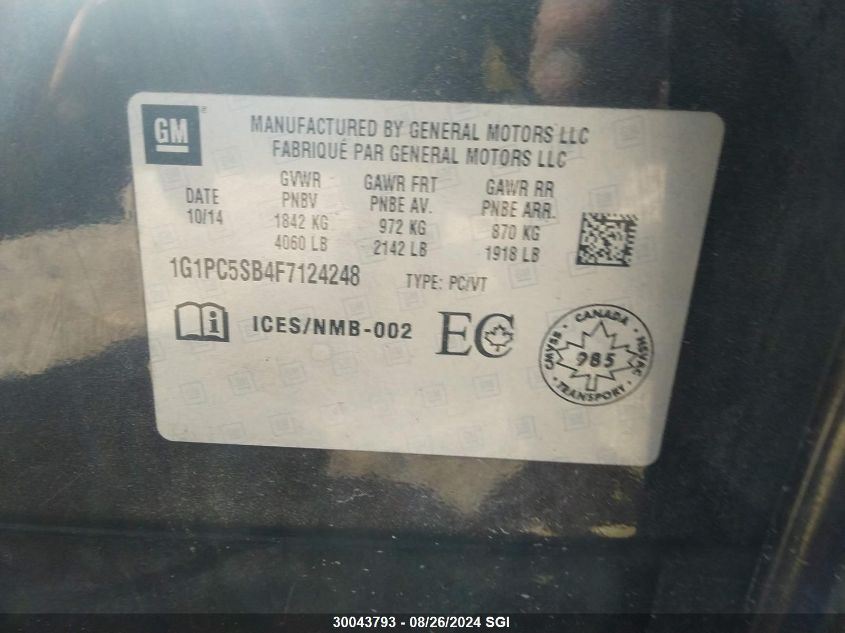 GM
MANUFACTURED BY GENERAL MOTORS LLC
FABRIQUÉ PAR GENERAL MOTORS LLC
DATE GVWR GAWR FRT GAWR RR
10/14 PNBV PNBE AV. PNBE ARR.
1842 KG 972 KG 870 KG
4060 LB 2142 LB 1918 LB
1G1PC5SB4F7124248 TYPE: PC/VT
ICES/NMB-002 EC
CANADA
CMVSS 985 NSVAC
TRANSPORT
30043793 - 08/26/2024 SGI